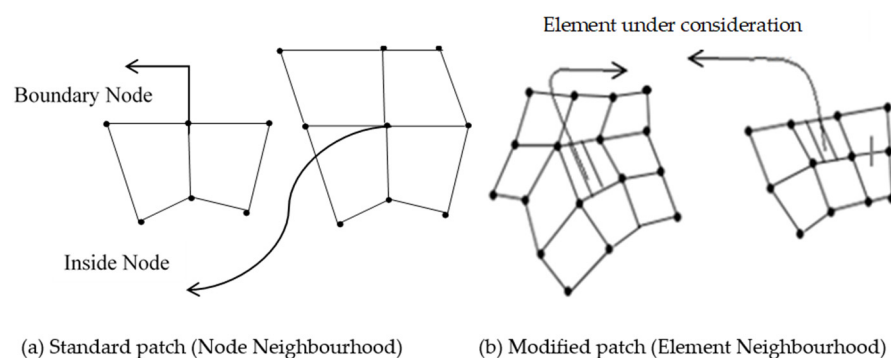 Element under consideration
Boundary Node
Inside Node
(a) Standard patch (Node Neighbourhood)
(b) Modified patch (Element Neighbourhood)